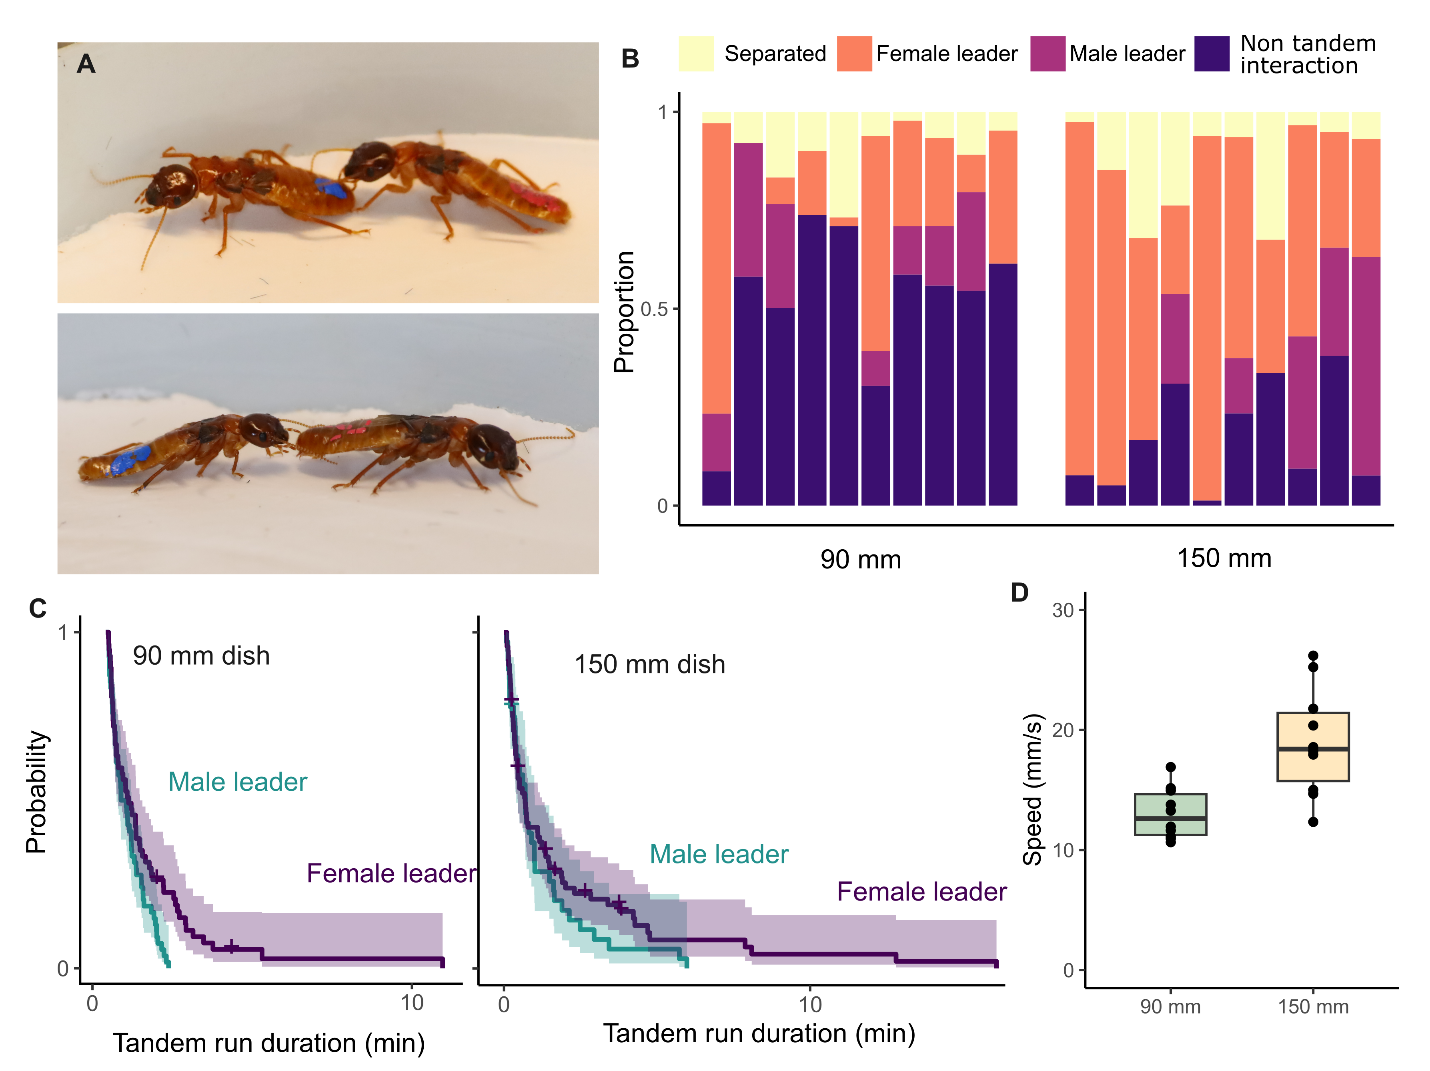 A
B
Separated
Female leader
Male leader
Non tandem
interaction
Proportion
1
0.5
0
90 mm
150 mm
C
Probability
1
0
90 mm dish
Male leader
Female leader
0
10
Tandem run duration (min)
150 mm dish
Male leader
Female leader
0
10
Tandem run duration (min)
D
Speed (mm/s)
30
20
10
0
90 mm
150 mm